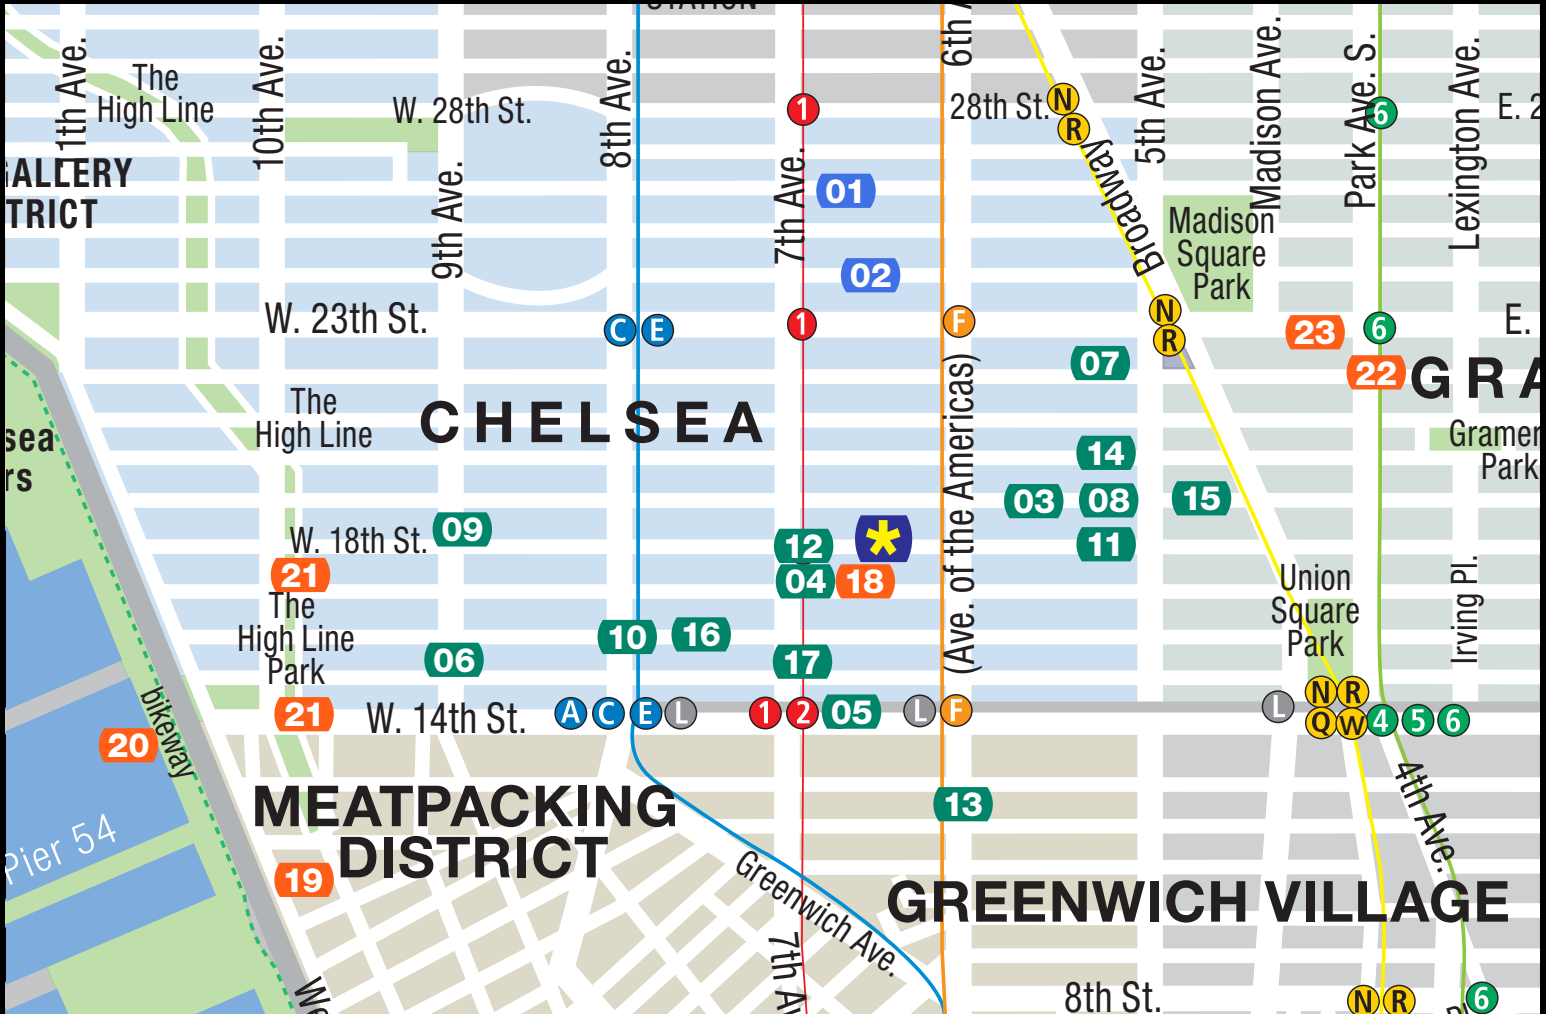 STATION
11th Ave.
The
High Line
10th Ave.
W. 28th St.
8th Ave.
1
6th A
28th St.
N
R
5th Ave.
Madison Ave.
Park Ave. S.
6
Lexington Ave.
E. 2
GALLERY
TRICT
9th Ave.
7th Ave.
01
02
Broadway
Madison
Square
Park
W. 23th St.
C E
1
F
N
R
23
6
E.
07
22
GRA
The
High Line
CHELSEA
(Ave. of the Americas)
Gramer
Park
sea
rs
14
03
08
15
09
W. 18th St.
12
*
11
21
04
18
Union
Square
Park
Irving Pl.
The
High Line
Park
10
16
06
17
bikeway
21
W. 14th St.
A C E L
1 2
05
L F
L
N R
Q W
4 5 6
20
MEATPACKING
DISTRICT
13
4th Ave.
Pier 54
19
Greenwich Ave.
GREENWICH VILLAGE
7th Av
We
8th St.
N R
6